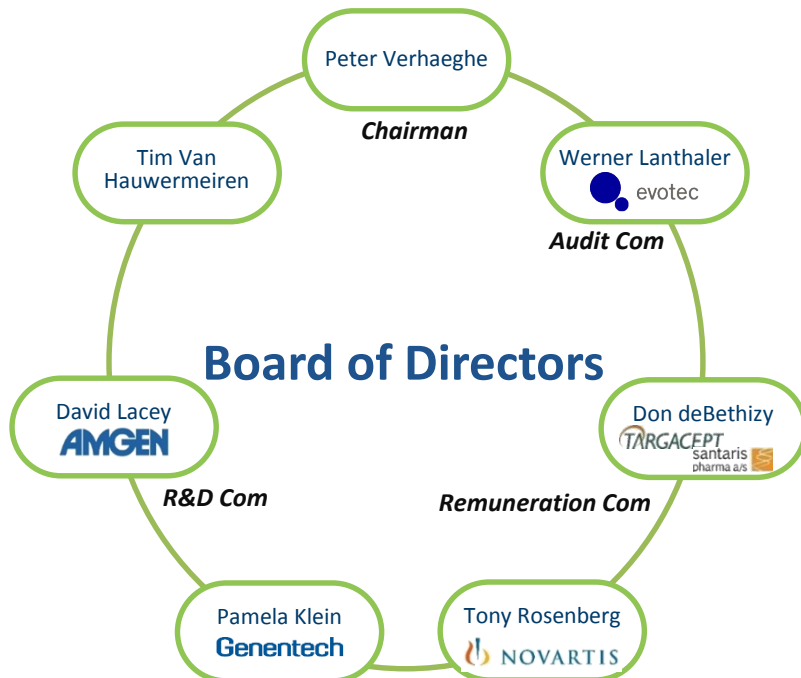 Peter Verhaeghe
Chairman
Tim Van
Hauwermeiren
Werner Lanthaler
evotec
Audit Com
Board of Directors
David Lacey
AMGEN
R&D Com
Don deBethizy
TARGACEPT
santaris
pharma a/s
Remuneration Com
Pamela Klein
Genentech
Tony Rosenberg
NOVARTIS